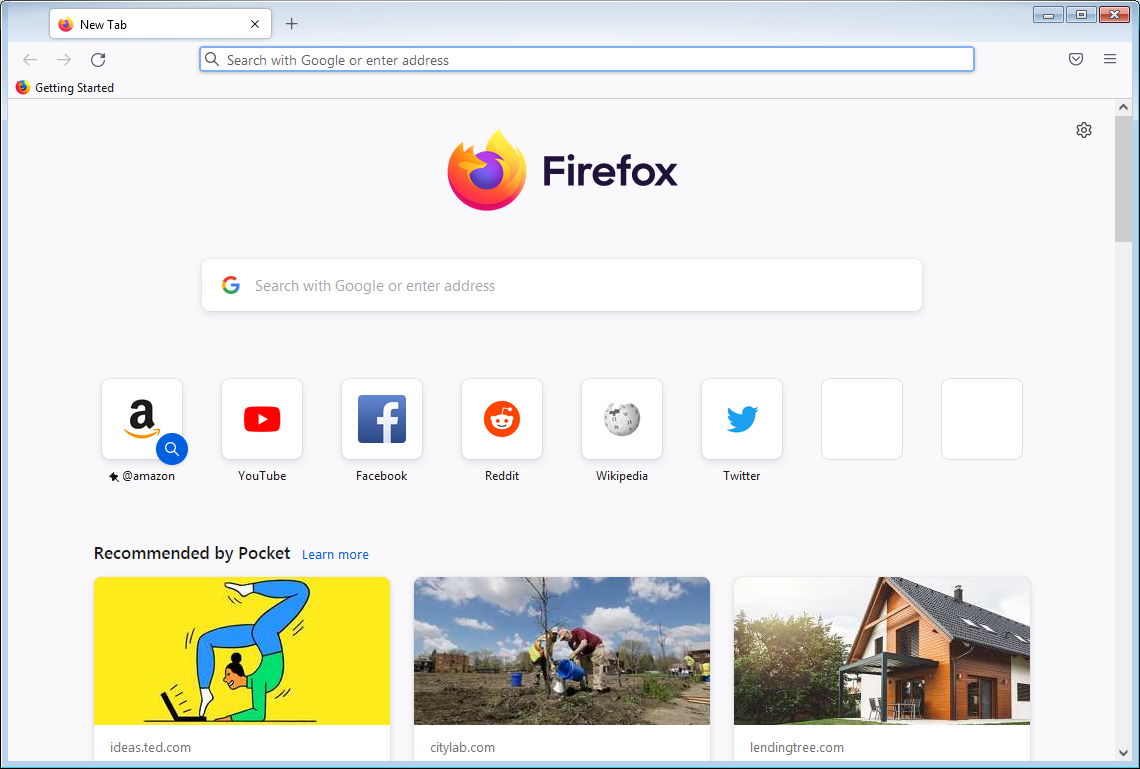 New Tab
Search with Google or enter address
Getting Started
Firefox
Search with Google or enter address
a
@amazon
YouTube
Facebook
Reddit
Wikipedia
Twitter
Recommended by Pocket Learn more
ideas.ted.com
citylab.com
lendingtree.com